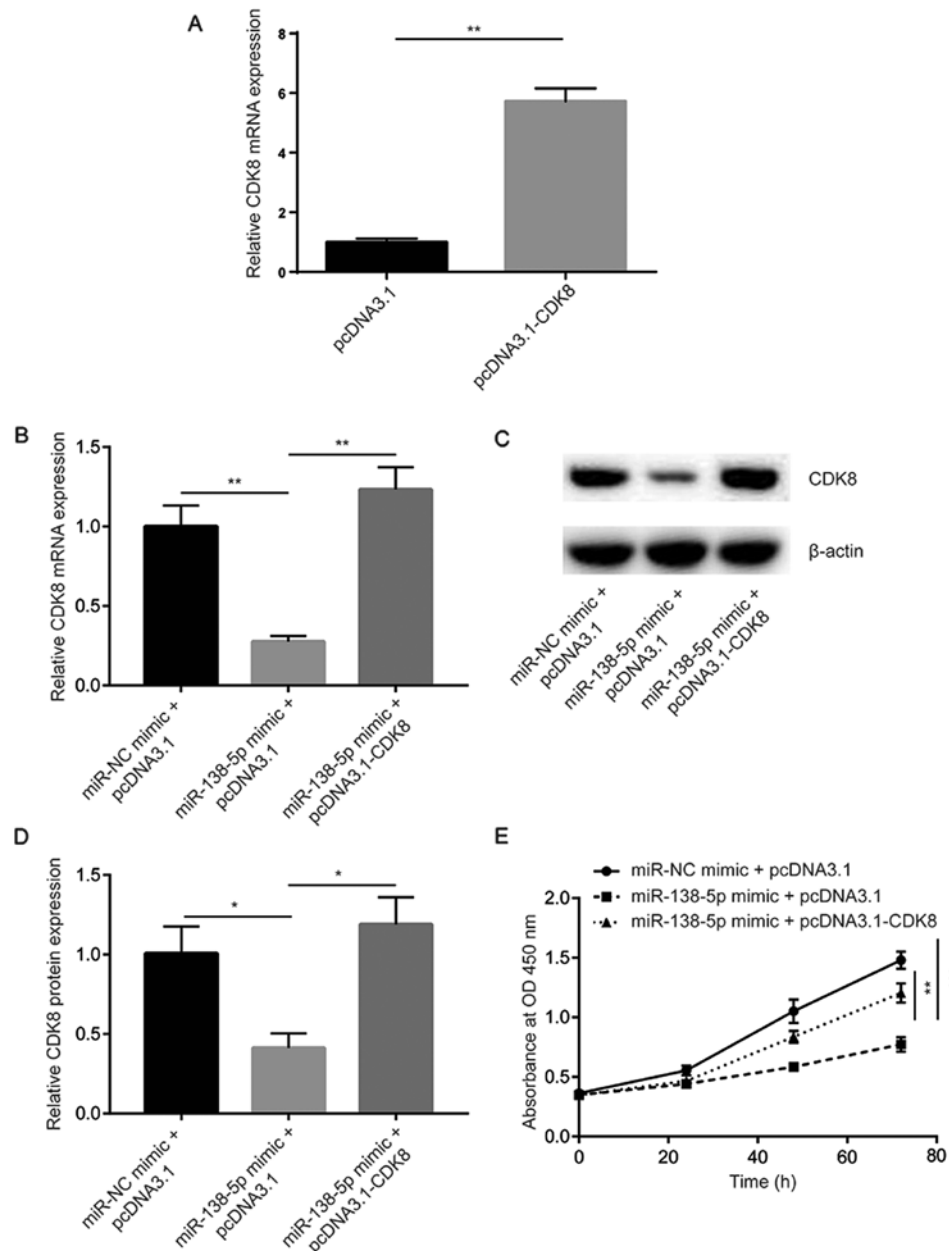 A
**
Relative CDK8 mRNA expression
8
6
4
2
0
pcDNA3.1
pcDNA3.1-CDK8
B
**
**
Relative CDK8 mRNA expression
1.5
1.0
0.5
0.0
miR-NC mimic +
pcDNA3.1
miR-138-5p mimic +
pcDNA3.1
miR-138-5p mimic +
pcDNA3.1-CDK8
C
CDK8
β-actin
miR-NC mimic +
pcDNA3.1
miR-138-5p mimic +
pcDNA3.1
miR-138-5p mimic +
pcDNA3.1-CDK8
D
*
*
Relative CDK8 protein expression
1.5
1.0
0.5
0.0
miR-NC mimic +
pcDNA3.1
miR-138-5p mimic +
pcDNA3.1
miR-138-5p mimic +
pcDNA3.1-CDK8
E
miR-NC mimic + pcDNA3.1
miR-138-5p mimic + pcDNA3.1
miR-138-5p mimic + pcDNA3.1-CDK8
Absorbance at OD 450 nm
2.0
1.5
1.0
0.5
0.0
**
0
20
40
60
80
Time (h)